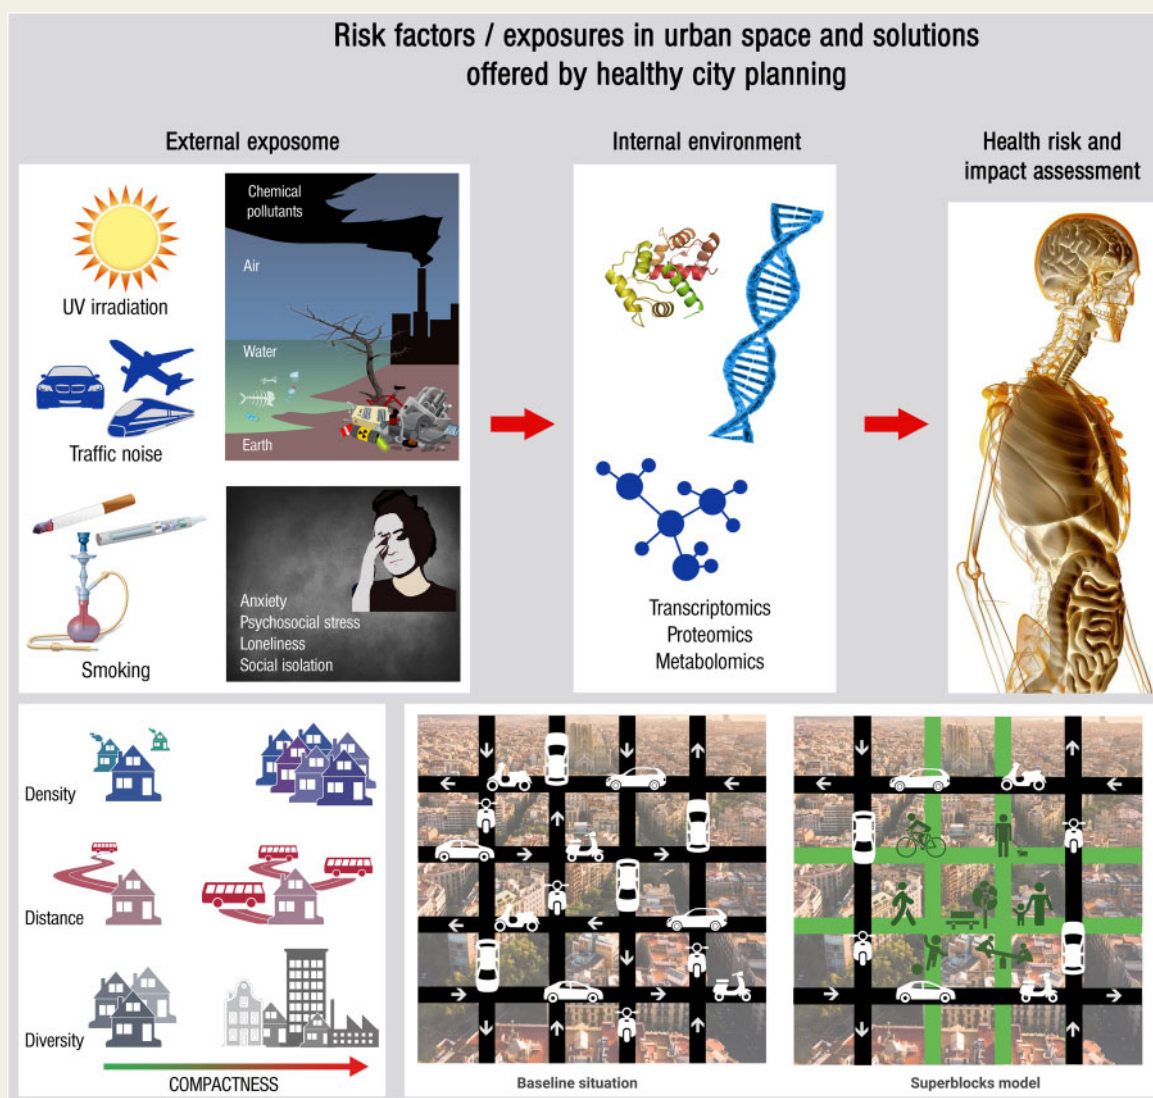 Risk factors / exposures in urban space and solutions
offered by healthy city planning
External exposome
Internal environment
Health risk and
impact assessment
UV irradiation
Traffic noise
Smoking
Chemical
pollutants
Air
Water
Earth
Anxiety
Psychosocial stress
Loneliness
Social isolation
Transcriptomics
Proteomics
Metabolomics
Density
Distance
Diversity
COMPACTNESS
Baseline situation
Superblocks model